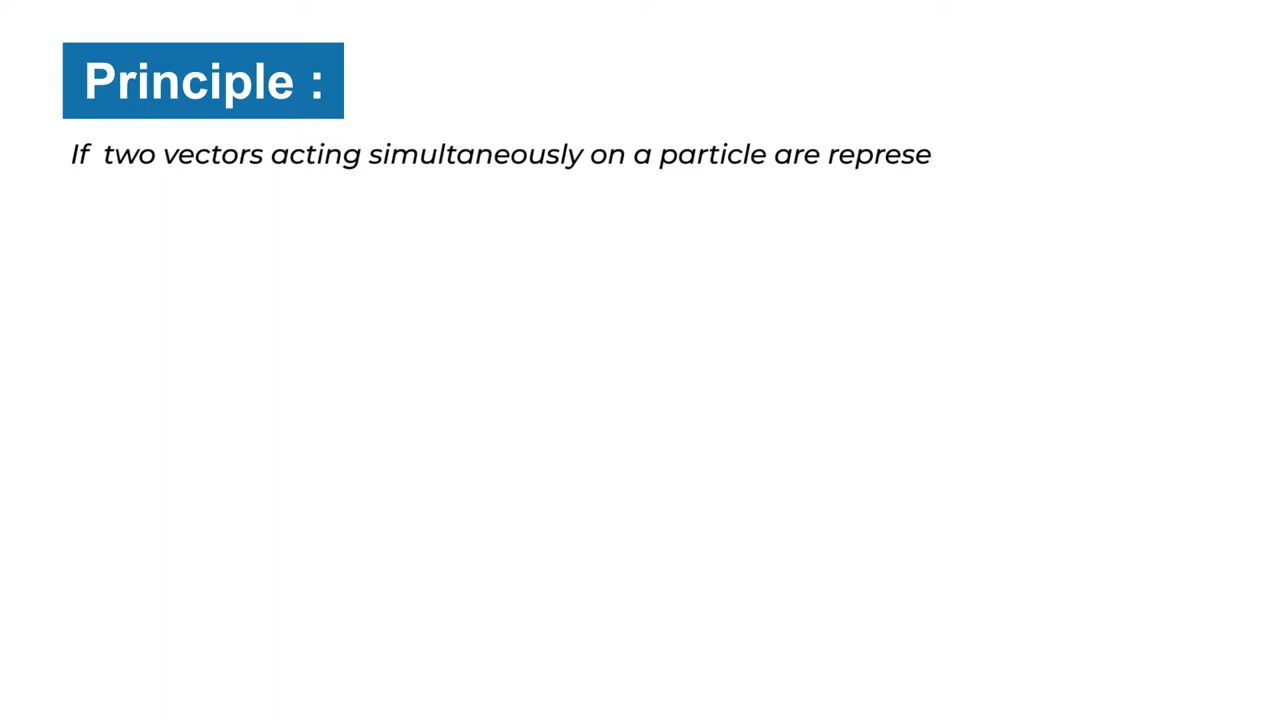 Principle :
If two vectors acting simultaneously on a particle are represe